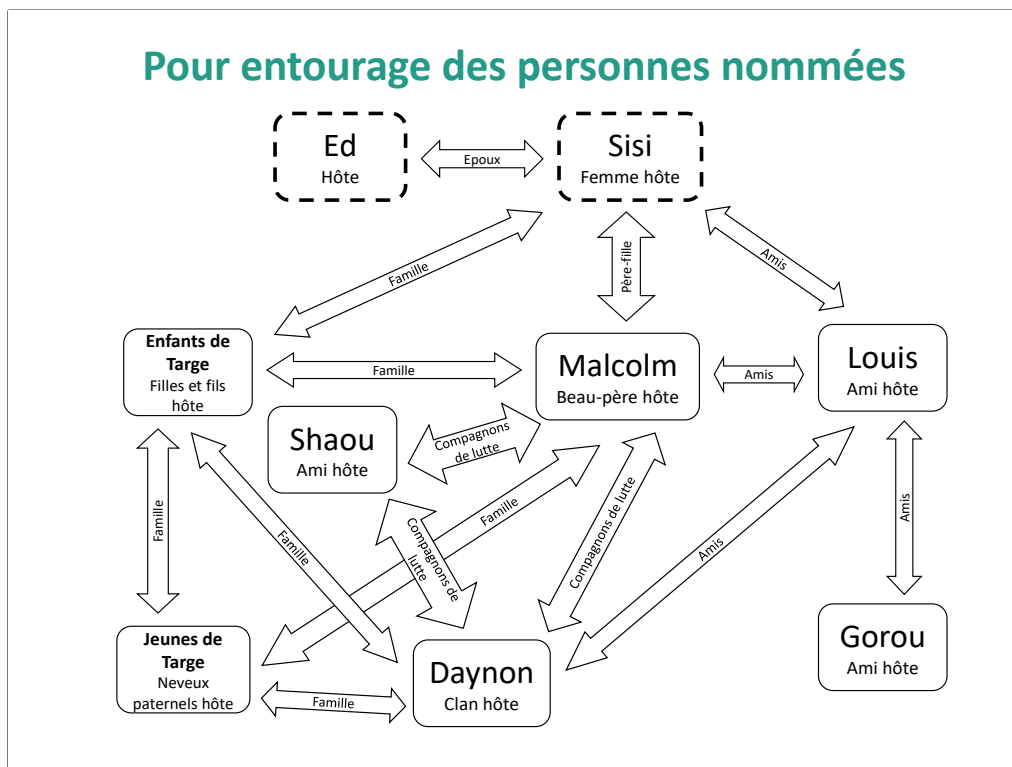 Pour entourage des personnes nommées
Ed
Hôte
Epoux
Sisi
Femme hôte
Famille
Père-fille
Amis
Enfants de
Targe
Filles et fils
hôte
Famille
Malcolm
Beau-père hôte
Amis
Louis
Ami hôte
Shaou
Ami hôte
Compagnons
de lutte
Famille
Famille
Compagnons de
lutte
Famille
Compagnons de lutte
Amis
Amis
Jeunes de
Targe
Neveux
paternels hôte
Famille
Daynon
Clan hôte
Gorou
Ami hôte